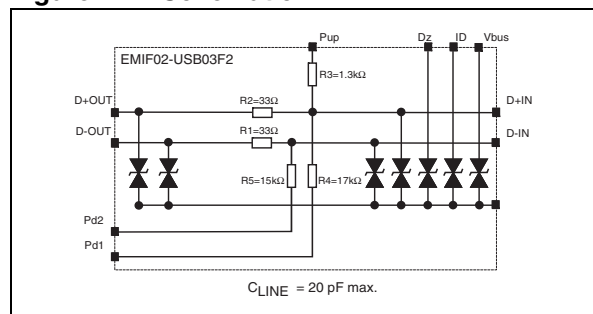 Pup
Dz
ID
Vbus
EMIF02-USB03F2
R3=1.3kΩ
D+OUT
R2=33Ω
D+IN
D-OUT
R1=33Ω
D-IN
R5=15kΩ
R4=17kΩ
Pd2
Pd1
CLINE = 20 pF max.